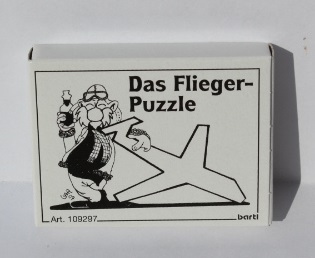 Das Flieger-
Puzzle
Art. 109297
bartl